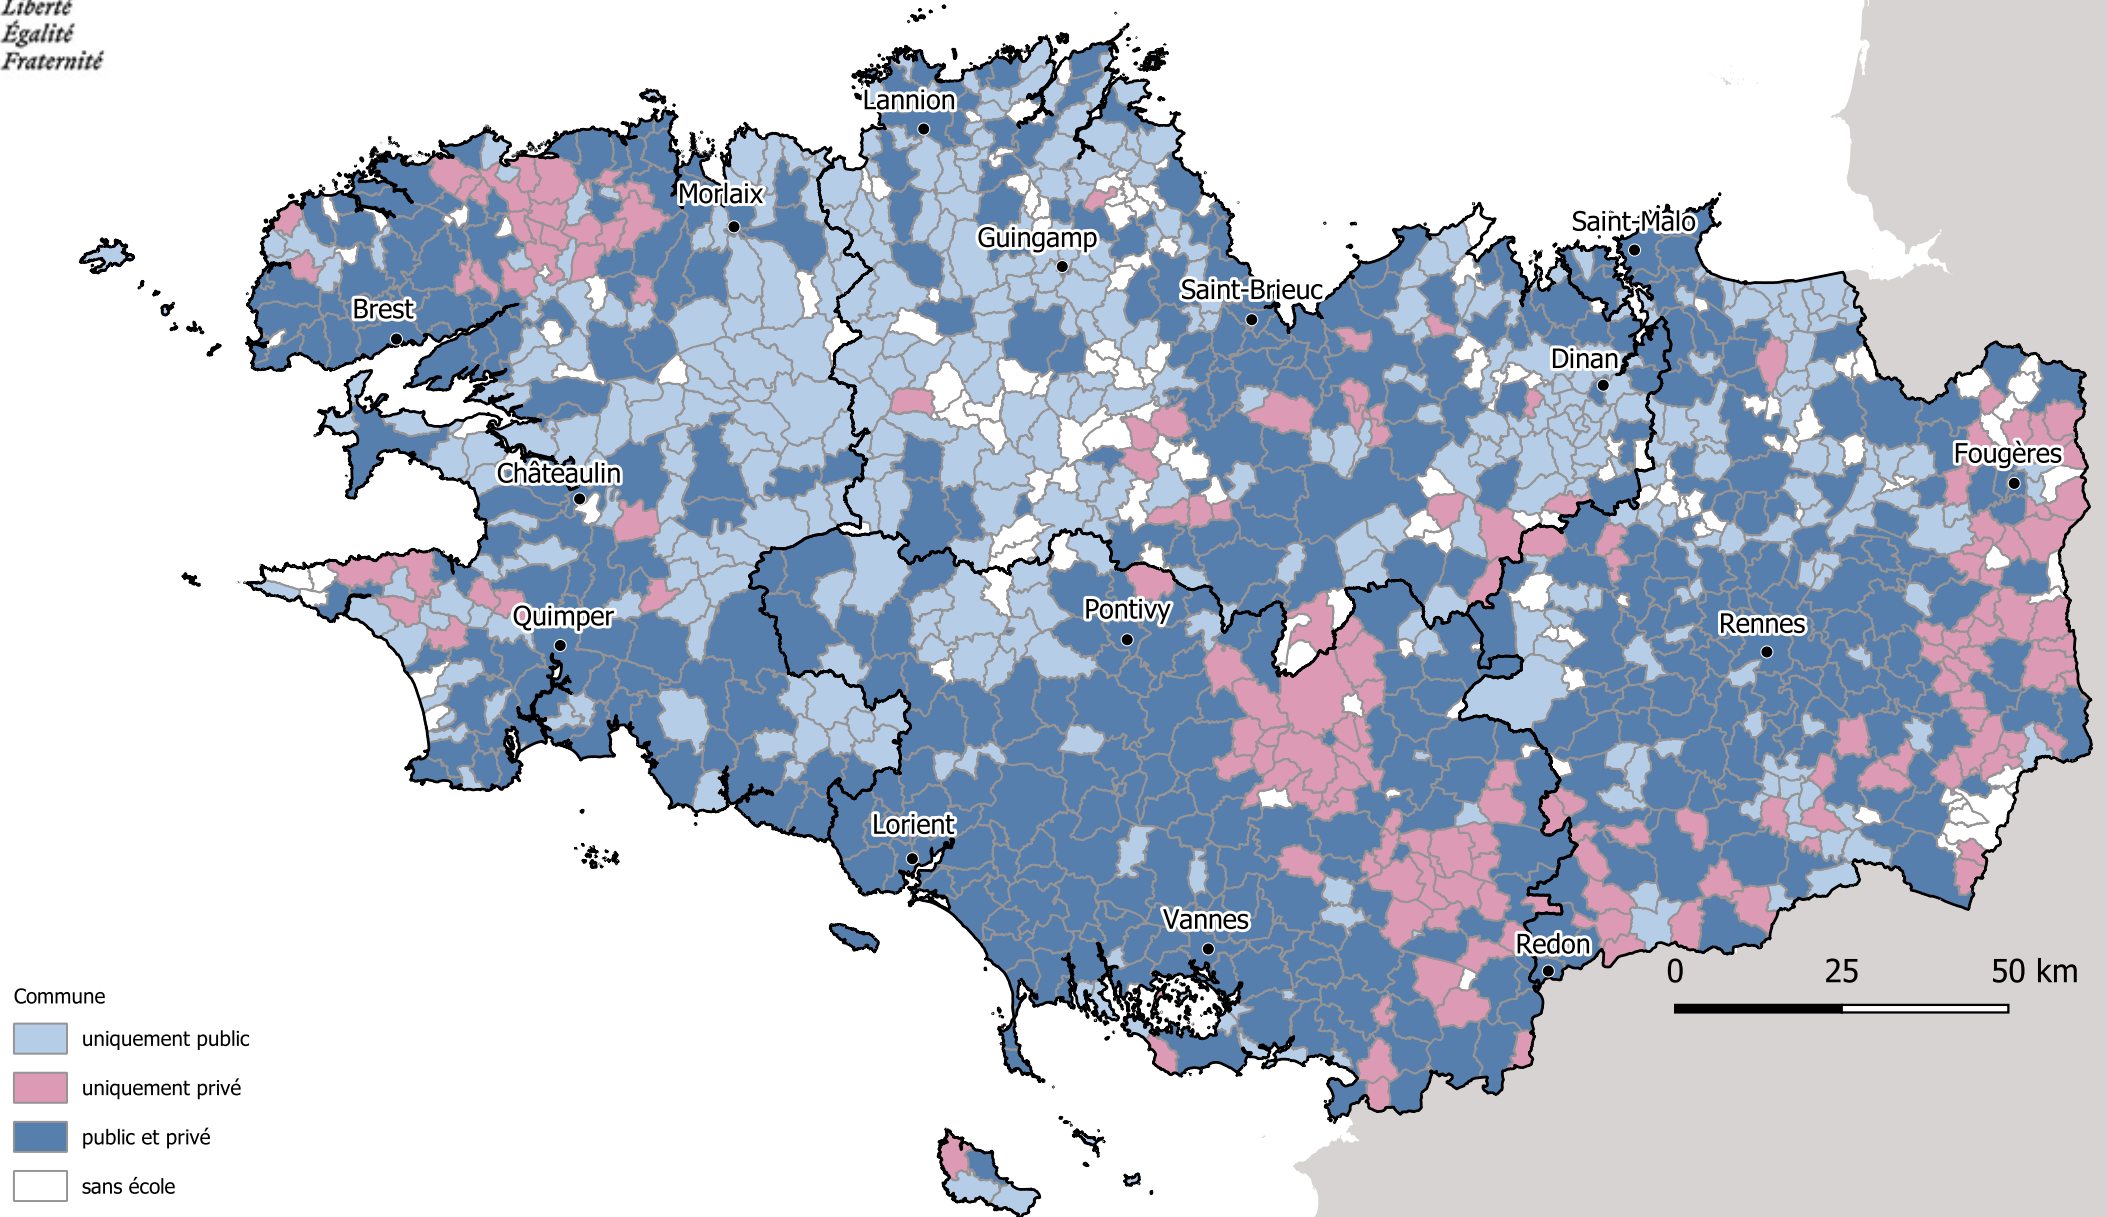 Liberté
Égalité
Fraternité
Lannion
Morlaix
Guingamp
Saint-Malo
Saint-Brieuc
Brest
Dinan
Fougères
Châteaulin
Quimper
Pontivy
Rennes
Lorient
Vannes
Redon
0 25 50 km
Commune
uniquement public
uniquement privé
public et privé
sans école